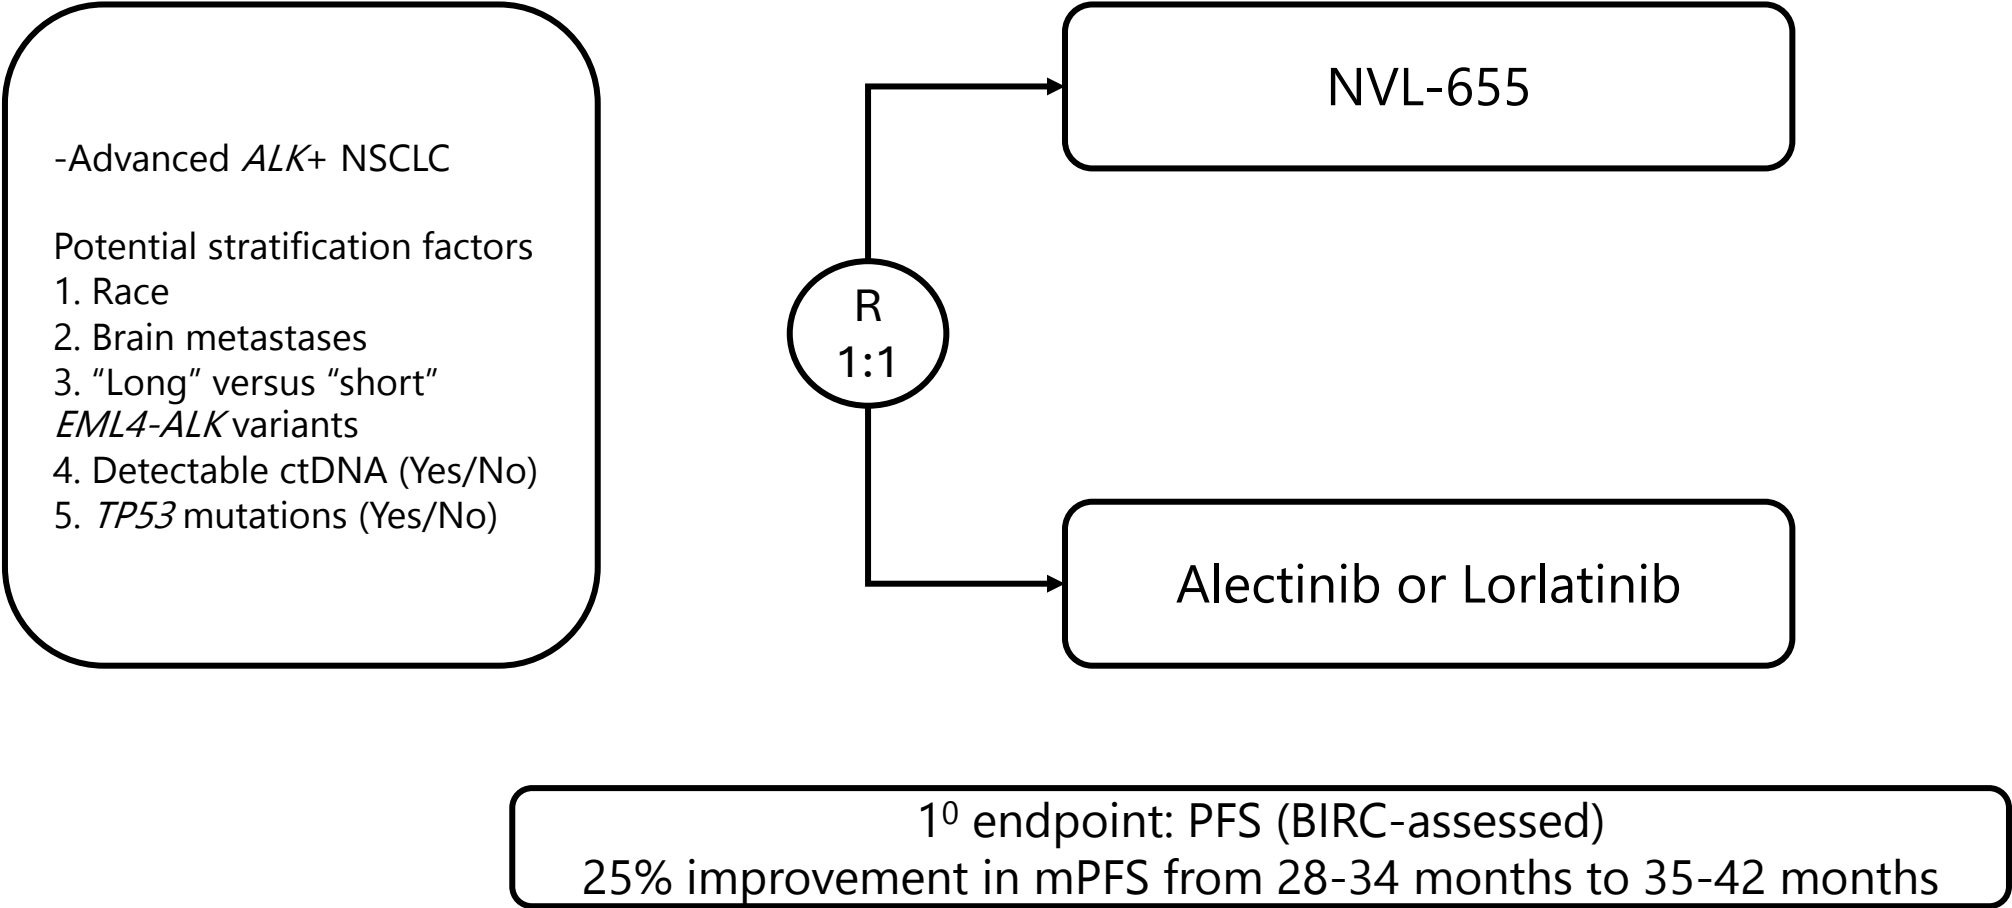 -Advanced ALK+ NSCLC
Potential stratification factors
1. Race
2. Brain metastases
3. “Long” versus “short”
EML4-ALK variants
4. Detectable ctDNA (Yes/No)
5. TP53 mutations (Yes/No)
R
1:1
NVL-655
Alectinib or Lorlatinib
1⁰ endpoint: PFS (BIRC-assessed)
25% improvement in mPFS from 28-34 months to 35-42 months